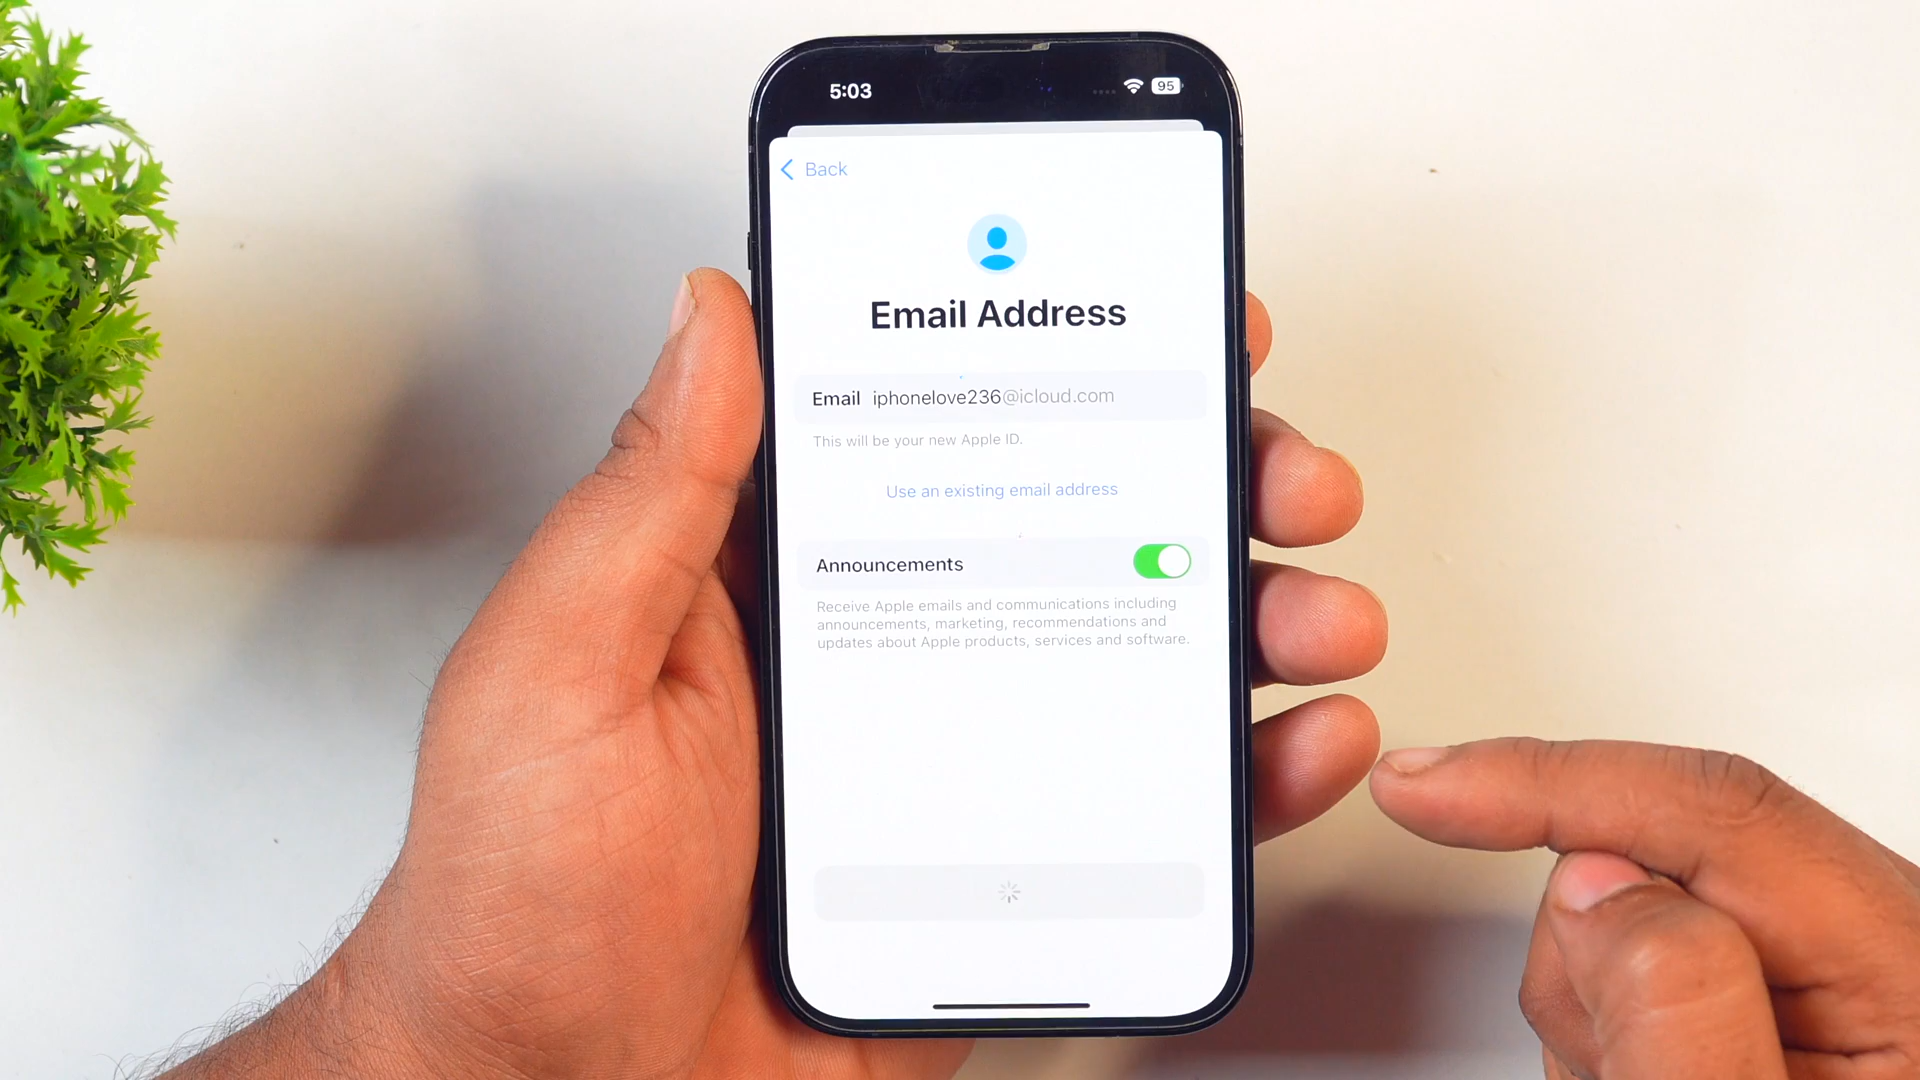 5:03
95
Back
Email Address
Email iphonelove236@icloud.com
This will be your new Apple ID.
Use an existing email address
Announcements
Receive Apple emails and communications including
announcements, marketing, recommendations and
updates about Apple products, services and software.